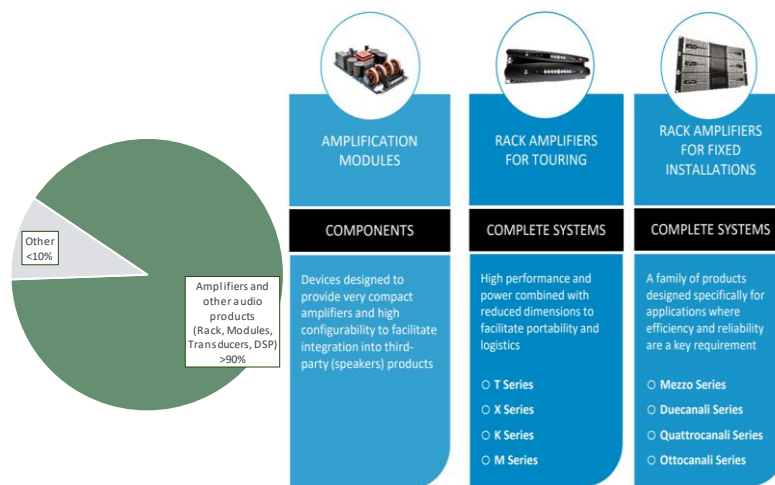 Other
<10%
Amplifiers and
other audio
products
(Rack, Modules,
Transducers, DSP)
>90%
AMPLIFICATION
MODULES
COMPONENTS
Devices designed to
provide very compact
amplifiers and high
configurability to facilitate
integration into third-
party (speakers) products
RACK AMPLIFIERS
FOR TOURING
COMPLETE SYSTEMS
High performance and
power combined with
reduced dimensions to
facilitate portability and
logistics
○ T Series
○ X Series
○ K Series
○ M Series
RACK AMPLIFIERS
FOR FIXED
INSTALLATIONS
COMPLETE SYSTEMS
A family of products
designed specifically for
applications where
efficiency and reliability
are a key requirement
○ Mezzo Series
○ Duecanali Series
○ Quattrocanali Series
○ Ottocanali Series